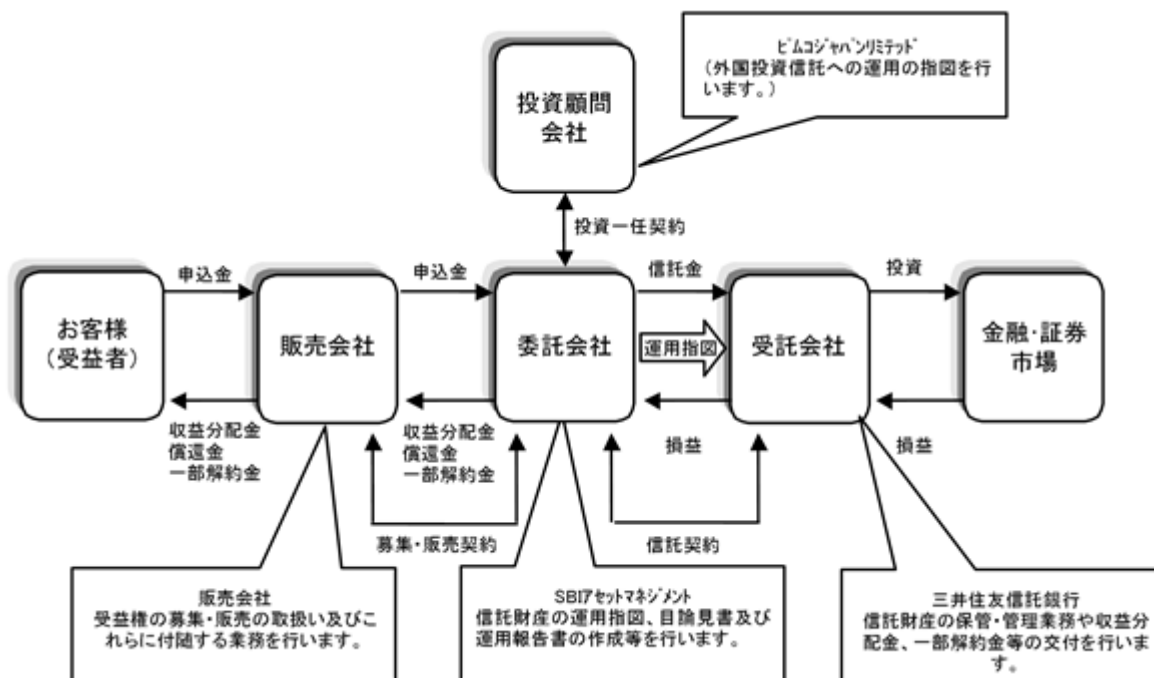 ﾋﾟﾑｺｼﾞｬﾊﾟﾝﾘﾐﾃｯﾄﾞ
(外国投資信託への運用の指図を行
います。)
投資顧問
会社
投資一任契約
申込金
申込金
信託金
投資
お客様
(受益者)
販売会社
委託会社
運用指図
受託会社
金融・証券
市場
収益分配金
償還金
一部解約金
収益分配金
償還金
一部解約金
損益
損益
募集・販売契約
信託契約
販売会社
受益権の募集・販売の取扱い及びこ
れらに付随する業務を行います。
SBIアセットマネジメント
信託財産の運用指図、目論見書及び
運用報告書の作成等を行います。
三井住友信託銀行
信託財産の保管・管理業務や収益分
配金、一部解約金等の交付を行いま
す。